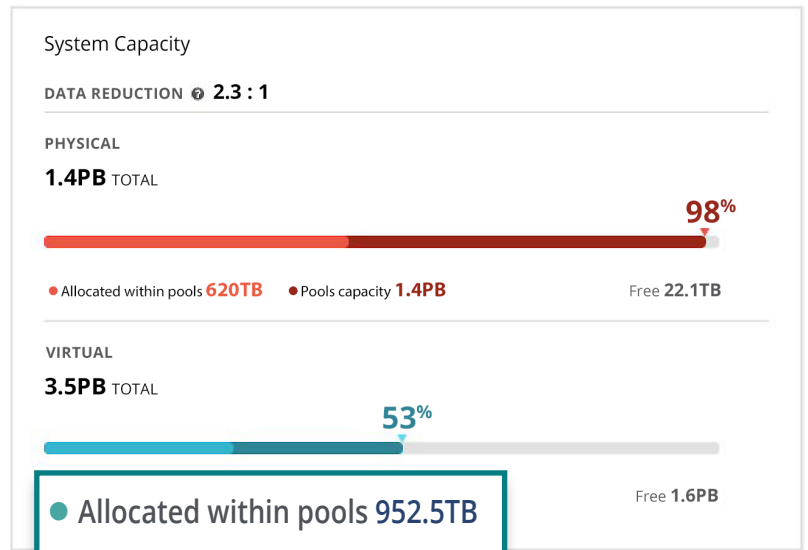 System Capacity
DATA REDUCTION ? 2.3 : 1
PHYSICAL
1.4PB TOTAL
98%
Allocated within pools 620TB Pools capacity 1.4PB Free 22.1TB
VIRTUAL
3.5PB TOTAL
53%
Allocated within pools 952.5TB Free 1.6PB